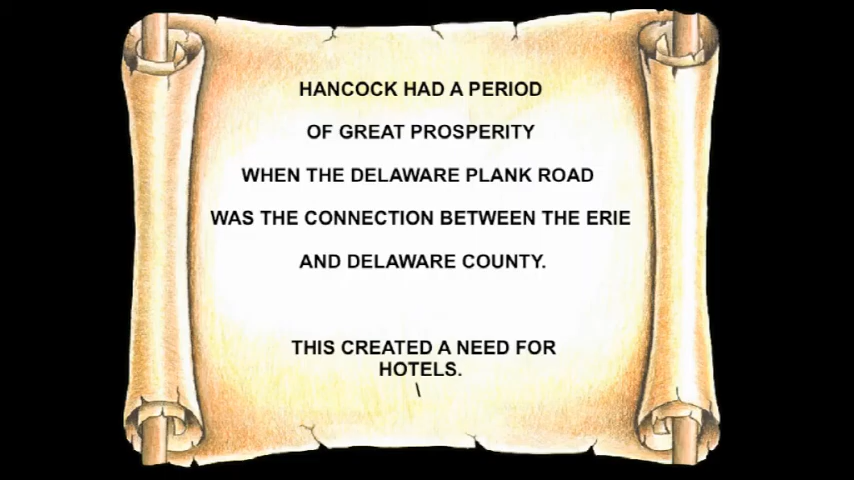 HANCOCK HAD A PERIOD
OF GREAT PROSPERITY
WHEN THE DELAWARE PLANK ROAD
WAS THE CONNECTION BETWEEN THE ERIE
AND DELAWARE COUNTY.
THIS CREATED A NEED FOR
HOTELS.
\